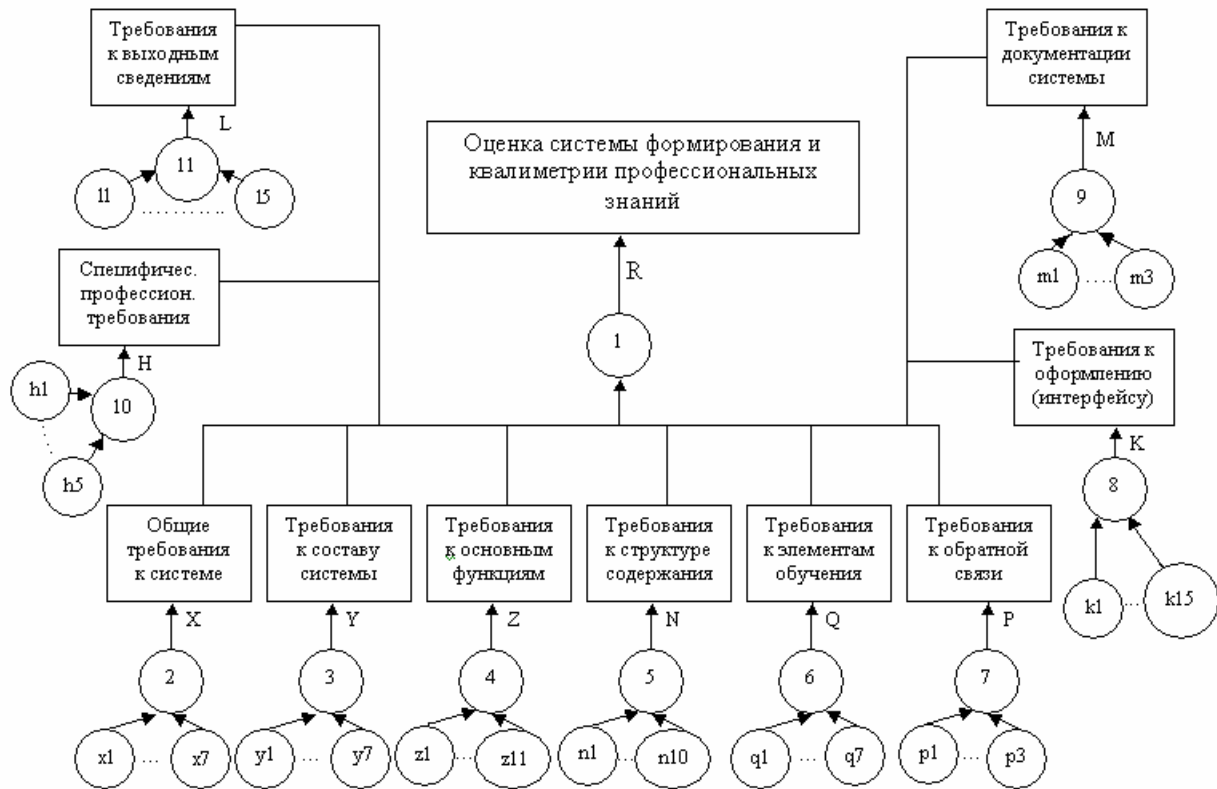 Требования
к выходным
сведениям
L
11
l1
.........
l5
Специфичес.
профессион.
требования
H
h1
10
.....
h5
Оценка системы формирования и
квалиметрии профессиональных
знаний
R
1
Требования к
документации
системы
M
9
m1
....
m3
Требования к
оформлению
(интерфейсу)
K
8
k1
...
k15
Общие
требования
к системе
X
2
x1
...
x7
Требования
к составу
системы
Y
3
y1
...
y7
Требования
к основным
функциям
Z
4
z1
...
z11
Требования
к структуре
содержания
N
5
n1
...
n10
Требования
к элементам
обучения
Q
6
q1
...
q7
Требования
к обратной
связи
P
7
p1
...
p3